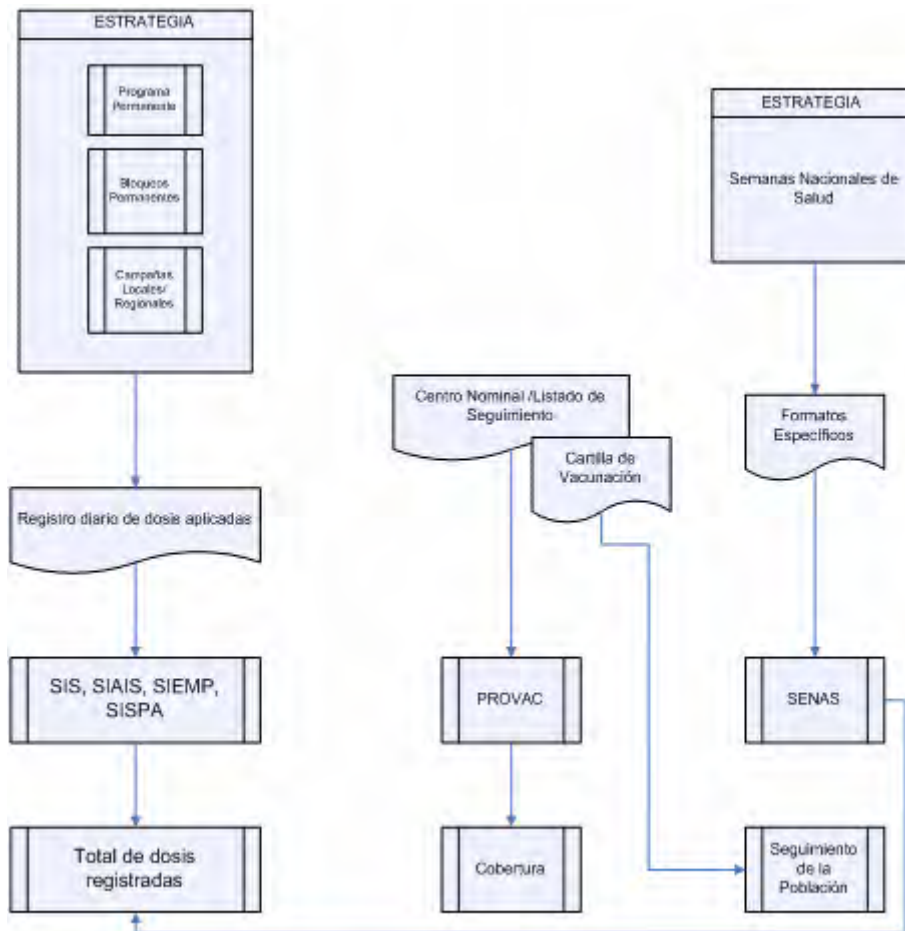 ESTRATEGIA
Programa
Permanente
Bloqueos
Permanentes
Campañas
Locales/
Regionales
ESTRATEGIA
Semanas Nacionales de
Salud
Centro Nominal /Listado de
Seguimiento
Cartilla de
Vacunación
Formatos
Específicos
Registro diario de dosis aplicadas
SIS, SIAIS, SIEMP,
SISPA
PROVAC
SENAS
Total de dosis
registradas
Cobertura
Seguimiento
de la
Población